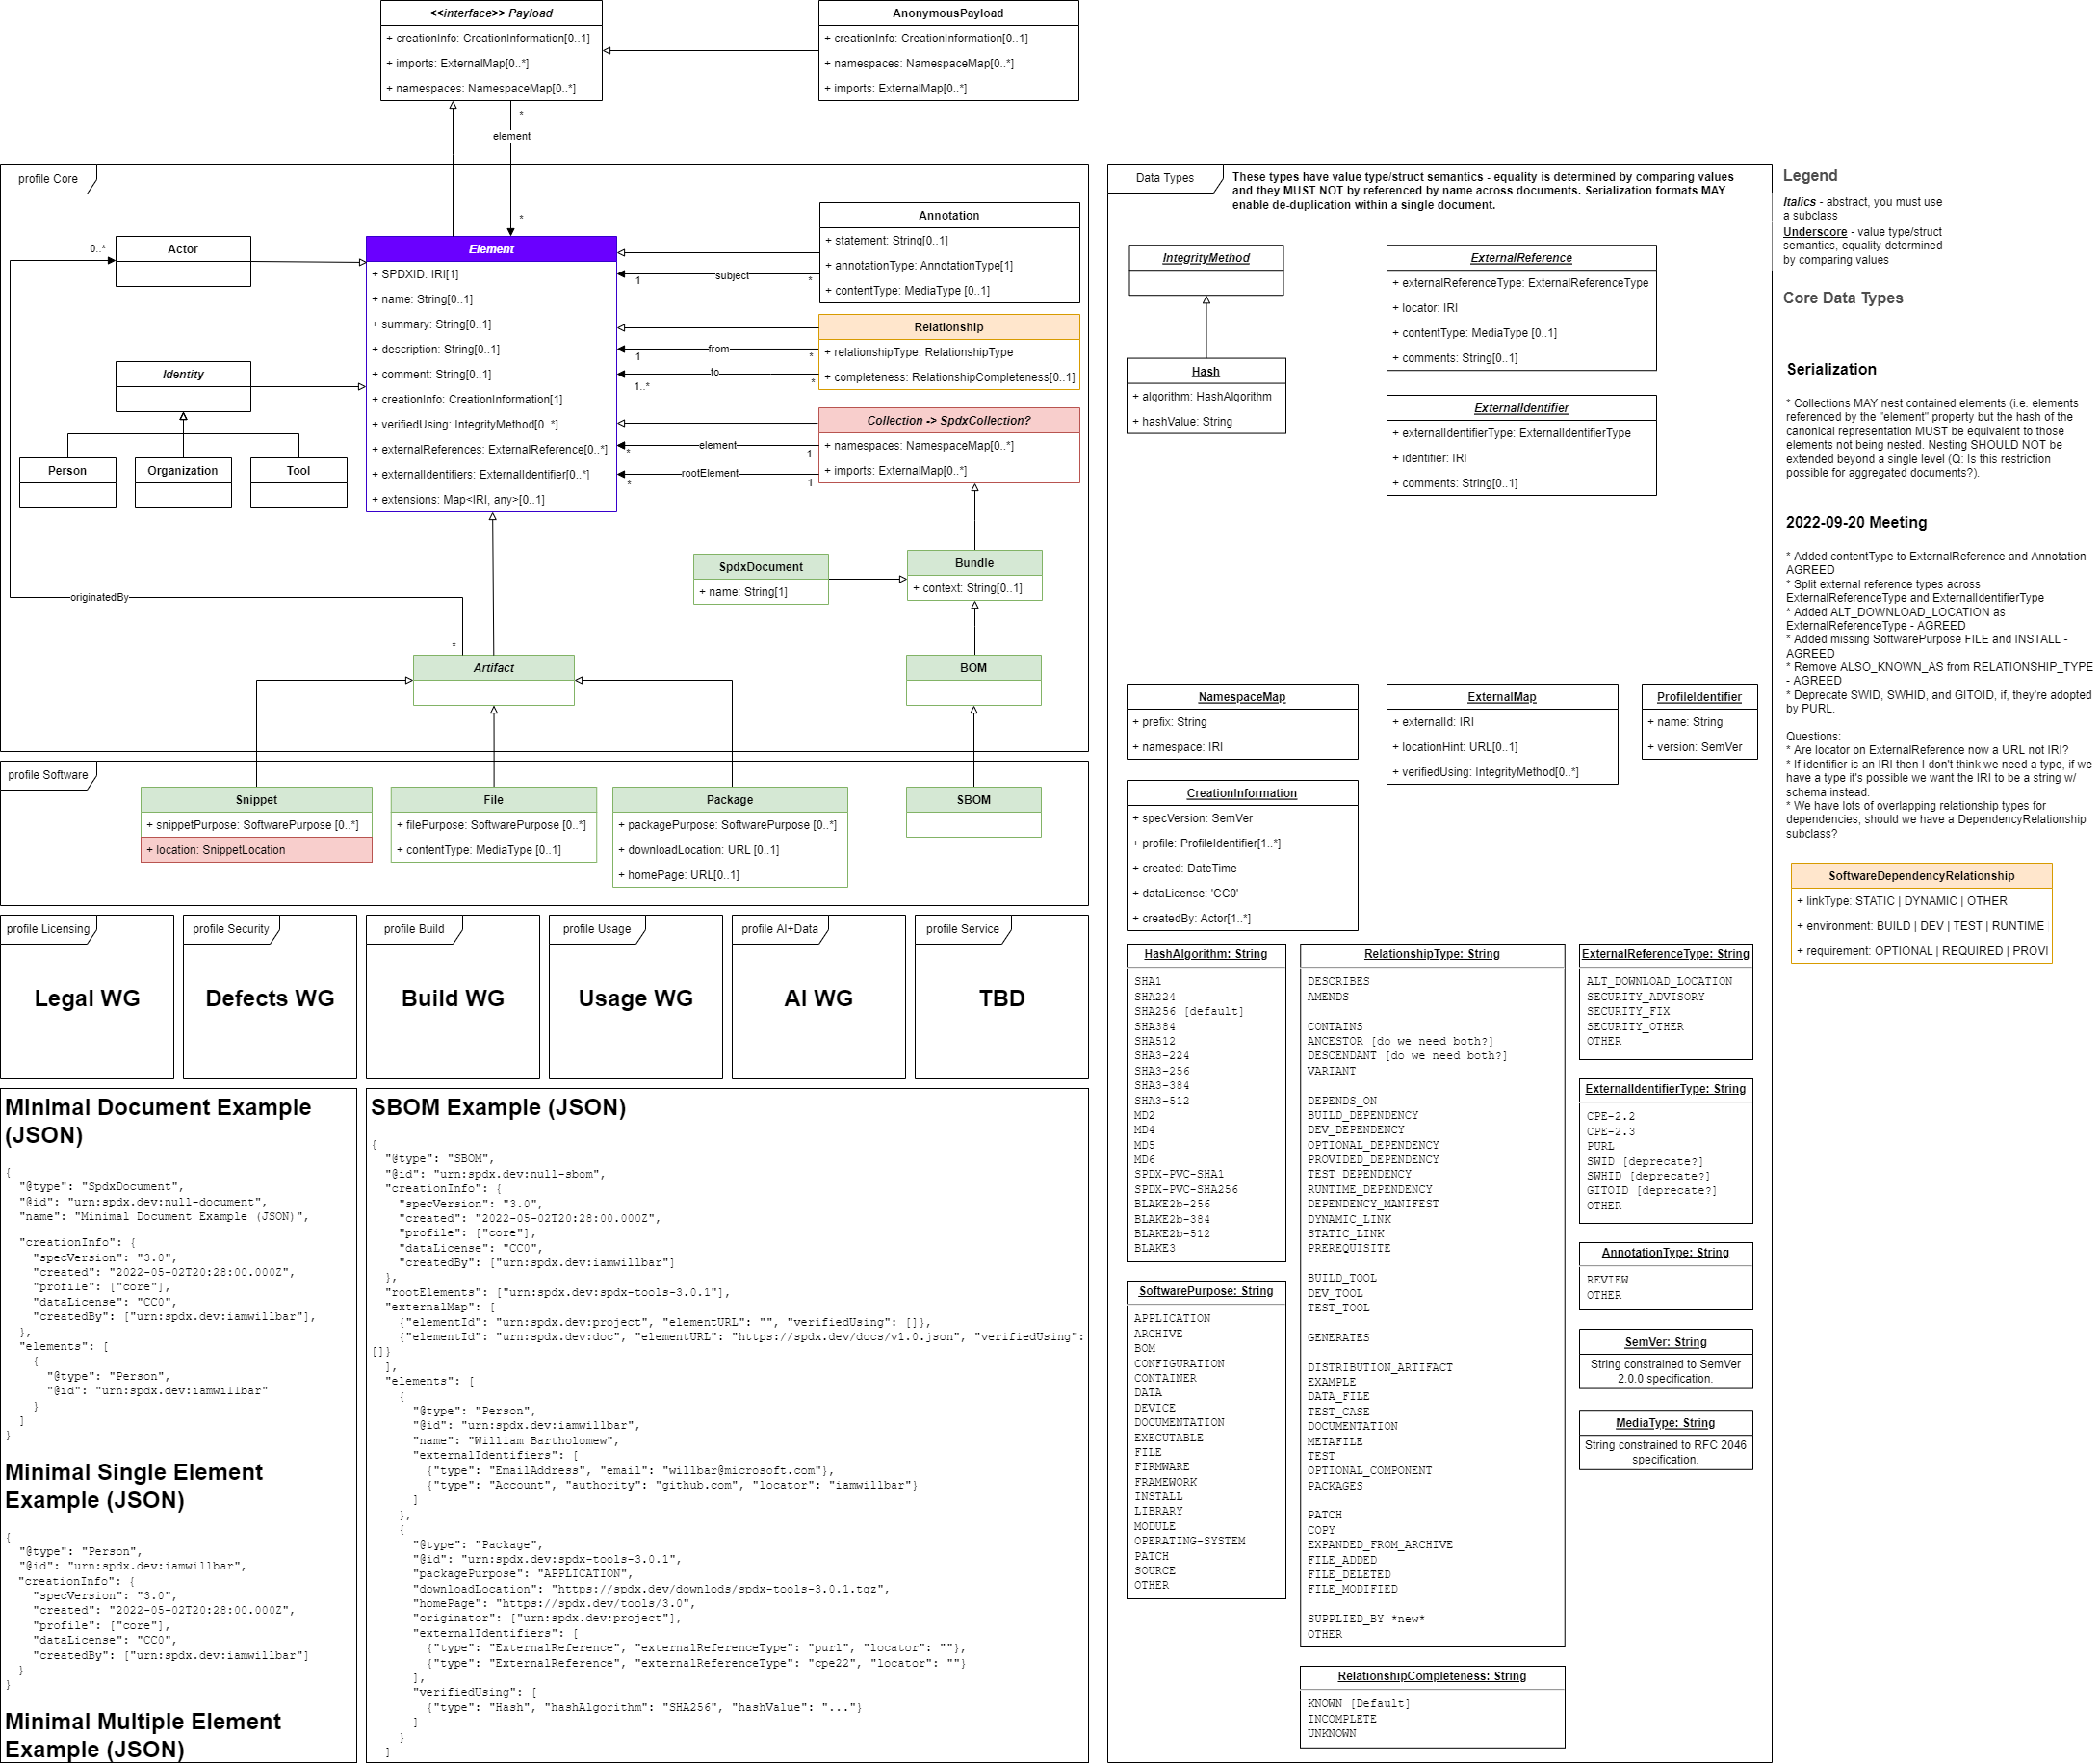 <<interface>> Payload
+ creationInfo: CreationInformation[0..1]
+ imports: ExternalMap[0..*]
+ namespaces: NamespaceMap[0..*]
AnonymousPayload
+ creationInfo: CreationInformation[0..1]
+ namespaces: NamespaceMap[0..*]
+ imports: ExternalMap[0..*]
*
element
*
profile Core
Actor
0..*
Identity
Person
Organization
Tool
originatedBy
*
Element
+ SPDXID: IRI[1]
+ name: String[0..1]
+ summary: String[0..1]
+ description: String[0..1]
+ comment: String[0..1]
+ creationInfo: CreationInformation[1]
+ verifiedUsing: IntegrityMethod[0..*]
+ externalReferences: ExternalReference[0..*]
+ externalIdentifiers: ExternalIdentifier[0..*]
+ extensions: Map<IRI, any>[0..1]
Annotation
+ statement: String[0..1]
+ annotationType: AnnotationType[1]
+ contentType: MediaType [0..1]
1
subject
*
Relationship
+ relationshipType: RelationshipType
+ completeness: RelationshipCompleteness[0..1]
1
from
*
1..*
to
*
Collection -> SpdxCollection?
+ namespaces: NamespaceMap[0..*]
+ imports: ExternalMap[0..*]
*
element
1
*
rootElement
1
SpdxDocument
+ name: String[1]
Bundle
+ context: String[0..1]
Artifact
BOM
profile Software
Snippet
+ snippetPurpose: SoftwarePurpose [0..*]
+ location: SnippetLocation
File
+ filePurpose: SoftwarePurpose [0..*]
+ contentType: MediaType [0..1]
Package
+ packagePurpose: SoftwarePurpose [0..*]
+ downloadLocation: URL [0..1]
+ homePage: URL[0..1]
SBOM
profile Licensing
Legal WG
profile Security
Defects WG
profile Build
Build WG
profile Usage
Usage WG
profile AI+Data
AI WG
profile Service
TBD
Minimal Document Example
(JSON)
{
"@type": "SpdxDocument",
"@id": "urn:spdx.dev:null-document",
"name": "Minimal Document Example (JSON)",
"creationInfo": {
"specVersion": "3.0",
"created": "2022-05-02T20:28:00.000Z",
"profile": ["core"],
"dataLicense": "CC0",
"createdBy": ["urn:spdx.dev:iamwillbar"],
},
"elements": [
{
"@type": "Person",
"@id": "urn:spdx.dev:iamwillbar"
}
]
}
Minimal Single Element
Example (JSON)
{
"@type": "Person",
"@id": "urn:spdx.dev:iamwillbar",
"creationInfo": {
"specVersion": "3.0",
"created": "2022-05-02T20:28:00.000Z",
"profile": ["core"],
"dataLicense": "CC0",
"createdBy": ["urn:spdx.dev:iamwillbar"]
}
}
Minimal Multiple Element
Example (JSON)
SBOM Example (JSON)
{
"@type": "SBOM",
"@id": "urn:spdx.dev:null-sbom",
"creationInfo": {
"specVersion": "3.0",
"created": "2022-05-02T20:28:00.000Z",
"profile": ["core"],
"dataLicense": "CC0",
"createdBy": ["urn:spdx.dev:iamwillbar"]
},
"rootElements": ["urn:spdx.dev:spdx-tools-3.0.1"],
"externalMap": [
{"elementId": "urn:spdx.dev:project", "elementURL": "", "verifiedUsing": []},
{"elementId": "urn:spdx.dev:doc", "elementURL": "https://spdx.dev/docs/v1.0.json", "verifiedUsing":
[]}
],
"elements": [
{
"@type": "Person",
"@id": "urn:spdx.dev:iamwillbar",
"name": "William Bartholomew",
"externalIdentifiers": [
{"type": "EmailAddress", "email": "willbar@microsoft.com"},
{"type": "Account", "authority": "github.com", "locator": "iamwillbar"}
]
},
{
"@type": "Package",
"@id": "urn:spdx.dev:spdx-tools-3.0.1",
"packagePurpose": "APPLICATION",
"downloadLocation": "https://spdx.dev/downlods/spdx-tools-3.0.1.tgz",
"homePage": "https://spdx.dev/tools/3.0",
"originator": ["urn:spdx.dev:project"],
"externalIdentifiers": [
{"type": "ExternalReference", "externalReferenceType": "purl", "locator": ""},
{"type": "ExternalReference", "externalReferenceType": "cpe22", "locator": ""}
],
"verifiedUsing": [
{"type": "Hash", "hashAlgorithm": "SHA256", "hashValue": "..."}
]
}
]
Data Types
These types have value type/struct semantics - equality is determined by comparing values
and they MUST NOT by referenced by name across documents. Serialization formats MAY
enable de-duplication within a single document.
IntegrityMethod
Hash
+ algorithm: HashAlgorithm
+ hashValue: String
ExternalReference
+ externalReferenceType: ExternalReferenceType
+ locator: IRI
+ contentType: MediaType [0..1]
+ comments: String[0..1]
ExternalIdentifier
+ externalIdentifierType: ExternalIdentifierType
+ identifier: IRI
+ comments: String[0..1]
NamespaceMap
+ prefix: String
+ namespace: IRI
ExternalMap
+ externalId: IRI
+ locationHint: URL[0..1]
+ verifiedUsing: IntegrityMethod[0..*]
ProfileIdentifier
+ name: String
+ version: SemVer
CreationInformation
+ specVersion: SemVer
+ profile: ProfileIdentifier[1..*]
+ created: DateTime
+ dataLicense: 'CC0'
+ createdBy: Actor[1..*]
HashAlgorithm: String
SHA1
SHA224
SHA256 [default]
SHA384
SHA512
SHA3-224
SHA3-256
SHA3-384
SHA3-512
MD2
MD4
MD5
MD6
SPDX-PVC-SHA1
SPDX-PVC-SHA256
BLAKE2b-256
BLAKE2b-384
BLAKE2b-512
BLAKE3
SoftwarePurpose: String
APPLICATION
ARCHIVE
BOM
CONFIGURATION
CONTAINER
DATA
DEVICE
DOCUMENTATION
EXECUTABLE
FILE
FIRMWARE
FRAMEWORK
INSTALL
LIBRARY
MODULE
OPERATING-SYSTEM
PATCH
SOURCE
OTHER
RelationshipType: String
DESCRIBES
AMENDS
CONTAINS
ANCESTOR [do we need both?]
DESCENDANT [do we need both?]
VARIANT
DEPENDS_ON
BUILD_DEPENDENCY
DEV_DEPENDENCY
OPTIONAL_DEPENDENCY
PROVIDED_DEPENDENCY
TEST_DEPENDENCY
RUNTIME_DEPENDENCY
DEPENDENCY_MANIFEST
DYNAMIC_LINK
STATIC_LINK
PREREQUISITE
BUILD_TOOL
DEV_TOOL
TEST_TOOL
GENERATES
DISTRIBUTION_ARTIFACT
EXAMPLE
DATA_FILE
TEST_CASE
DOCUMENTATION
METAFILE
TEST
OPTIONAL_COMPONENT
PACKAGES
PATCH
COPY
EXPANDED_FROM_ARCHIVE
FILE_ADDED
FILE_DELETED
FILE_MODIFIED
SUPPLIED_BY *new*
OTHER
RelationshipCompleteness: String
KNOWN [Default]
INCOMPLETE
UNKNOWN
ExternalReferenceType: String
ALT_DOWNLOAD_LOCATION
SECURITY_ADVISORY
SECURITY_FIX
SECURITY_OTHER
OTHER
ExternalIdentifierType: String
CPE-2.2
CPE-2.3
PURL
SWID [deprecate?]
SWHID [deprecate?]
GITOID [deprecate?]
OTHER
AnnotationType: String
REVIEW
OTHER
SemVer: String
String constrained to SemVer
2.0.0 specification.
MediaType: String
String constrained to RFC 2046
specification.
Legend
Italics - abstract, you must use
a subclass
Underscore - value type/struct
semantics, equality determined
by comparing values
Core Data Types
Serialization
* Collections MAY nest contained elements (i.e. elements
referenced by the "element" property but the hash of the
canonical representation MUST be equivalent to those
elements not being nested. Nesting SHOULD NOT be
extended beyond a single level (Q: Is this restriction
possible for aggregated documents?).
2022-09-20 Meeting
* Added contentType to ExternalReference and Annotation -
AGREED
* Split external reference types across
ExternalReferenceType and ExternalIdentifierType
* Added ALT_DOWNLOAD_LOCATION as
ExternalReferenceType - AGREED
* Added missing SoftwarePurpose FILE and INSTALL -
AGREED
* Remove ALSO_KNOWN_AS from RELATIONSHIP_TYPE
- AGREED
* Deprecate SWID, SWHID, and GITOID, if, they're adopted
by PURL.
Questions:
* Are locator on ExternalReference now a URL not IRI?
* If identifier is an IRI then I don't think we need a type, if we
have a type it's possible we want the IRI to be a string w/
schema instead.
* We have lots of overlapping relationship types for
dependencies, should we have a DependencyRelationship
subclass?
SoftwareDependencyRelationship
+ linkType: STATIC | DYNAMIC | OTHER
+ environment: BUILD | DEV | TEST | RUNTIME
+ requirement: OPTIONAL | REQUIRED | PROVI